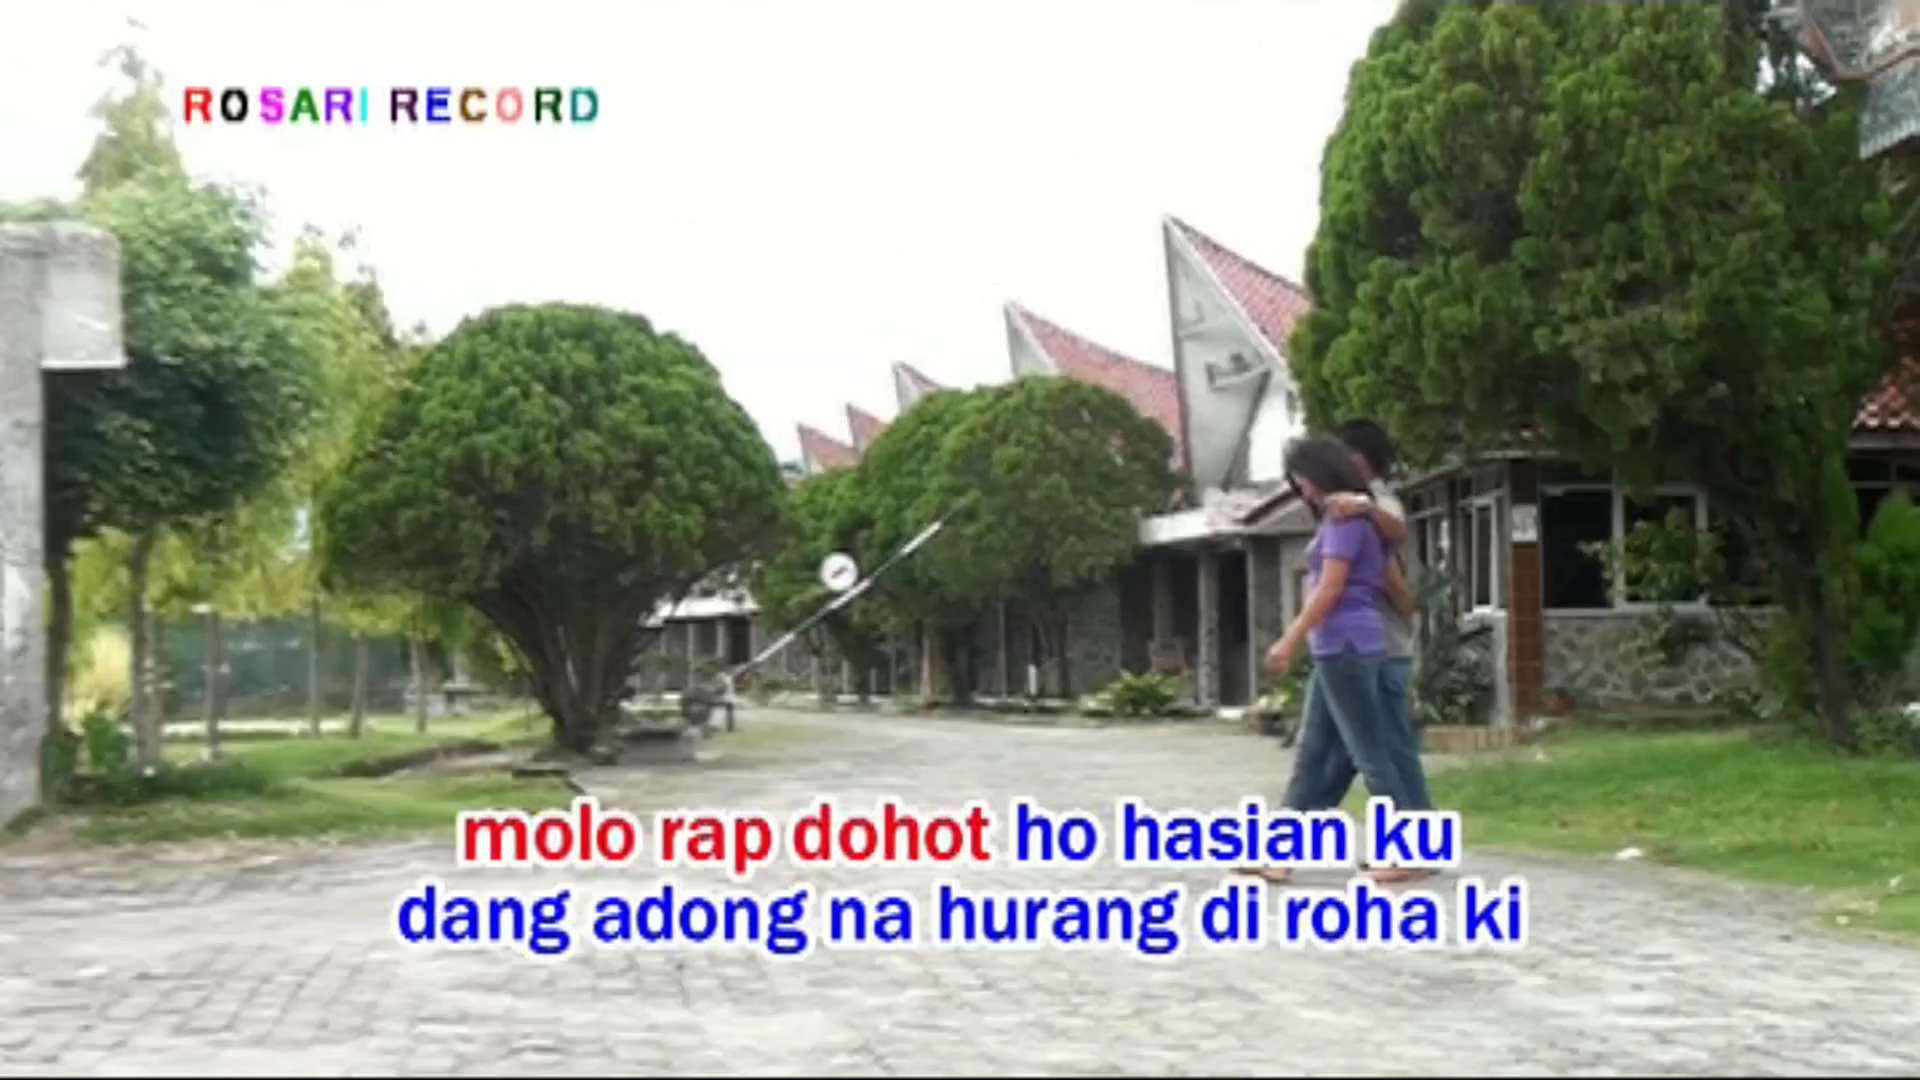 ROSARI RECORD
molo rap dohot ho hasian ku
dang adong na hurang di roha ki